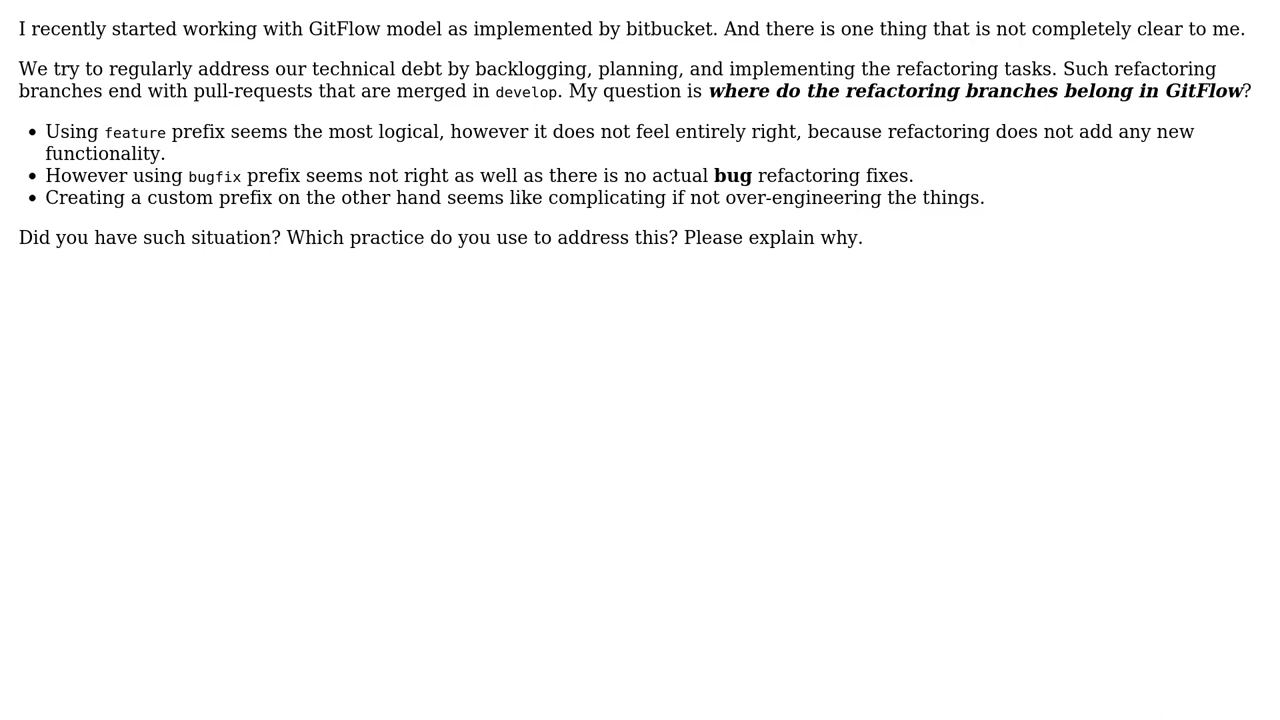 I recently started working with GitFlow model as implemented by bitbucket. And there is one thing that is not completely clear to me.
We try to regularly address our technical debt by backlogging, planning, and implementing the refactoring tasks. Such refactoring
branches end with pull-requests that are merged in develop. My question is where do the refactoring branches belong in GitFlow?
• Using feature prefix seems the most logical, however it does not feel entirely right, because refactoring does not add any new
functionality.
• However using bugfix prefix seems not right as well as there is no actual bug refactoring fixes.
• Creating a custom prefix on the other hand seems like complicating if not over-engineering the things.
Did you have such situation? Which practice do you use to address this? Please explain why.